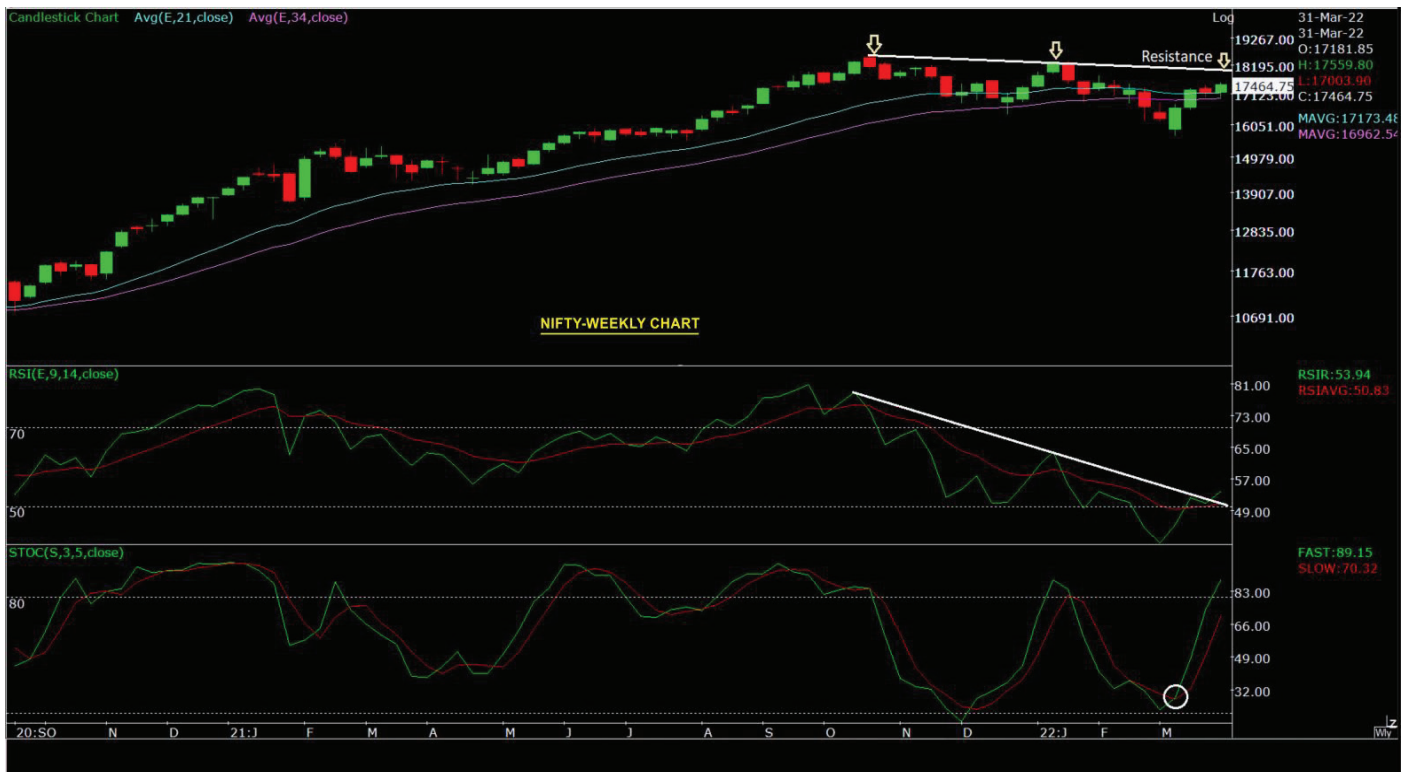 Candlestick Chart Avg(E,21,close) Avg(E,34,close) Log
31-Mar-22
31-Mar-22
O:17181.85
H:17559.80
L:17003.90
C:17464.75
MAVG:17173.48
MAVG:16962.54
Resistance
19267.00
18195.00
17464.75
17123.00
16051.00
14979.00
13907.00
12835.00
11763.00
10691.00
NIFTY-WEEKLY CHART
RSI(E,9,14,close)
RSIR:53.94
RSIAVG:50.83
81.00
73.00
70
65.00
57.00
50
49.00
STOC(S,3,5,close)
FAST:89.15
SLOW:70.32
83.00
80
66.00
49.00
32.00
20:SO N D 21:J F M A M J J A S O N D 22:J F M
Z
Wly